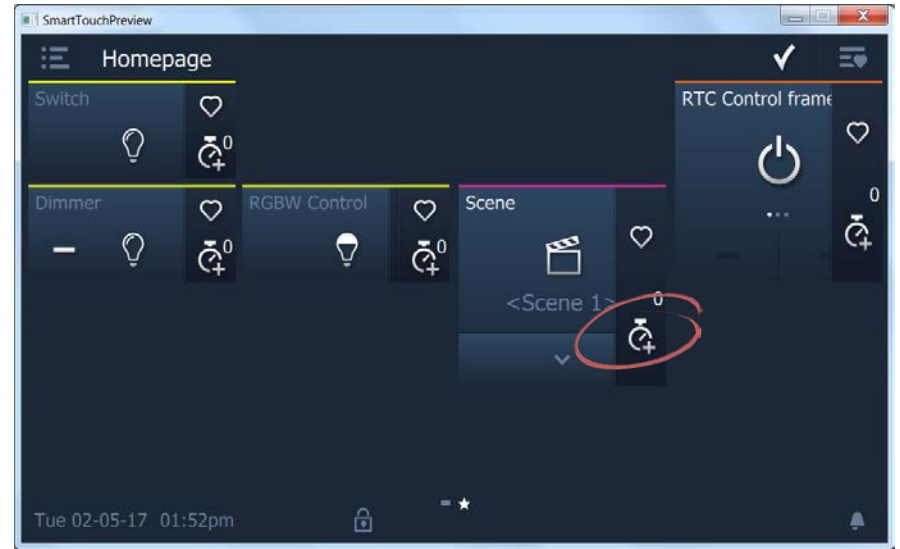 SmartTouchPreview
Homepage
Switch
0
RTC Control frame
0
Dimmer
0
RGBW Control
0
Scene
<Scene 1>
0
Tue 02-05-17 01:52pm